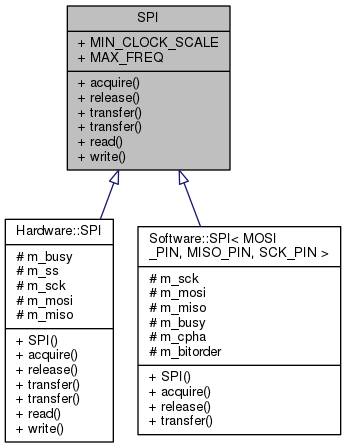 SPI
+ MIN_CLOCK_SCALE
+ MAX_FREQ
+ acquire()
+ release()
+ transfer()
+ transfer()
+ read()
+ write()
Hardware::SPI
# m_busy
# m_ss
# m_sck
# m_mosi
# m_miso
+ SPI()
+ acquire()
+ release()
+ transfer()
+ transfer()
+ read()
+ write()
Software::SPI< MOSI
_PIN, MISO_PIN, SCK_PIN >
# m_sck
# m_mosi
# m_miso
# m_busy
# m_cpha
# m_bitorder
+ SPI()
+ acquire()
+ release()
+ transfer()